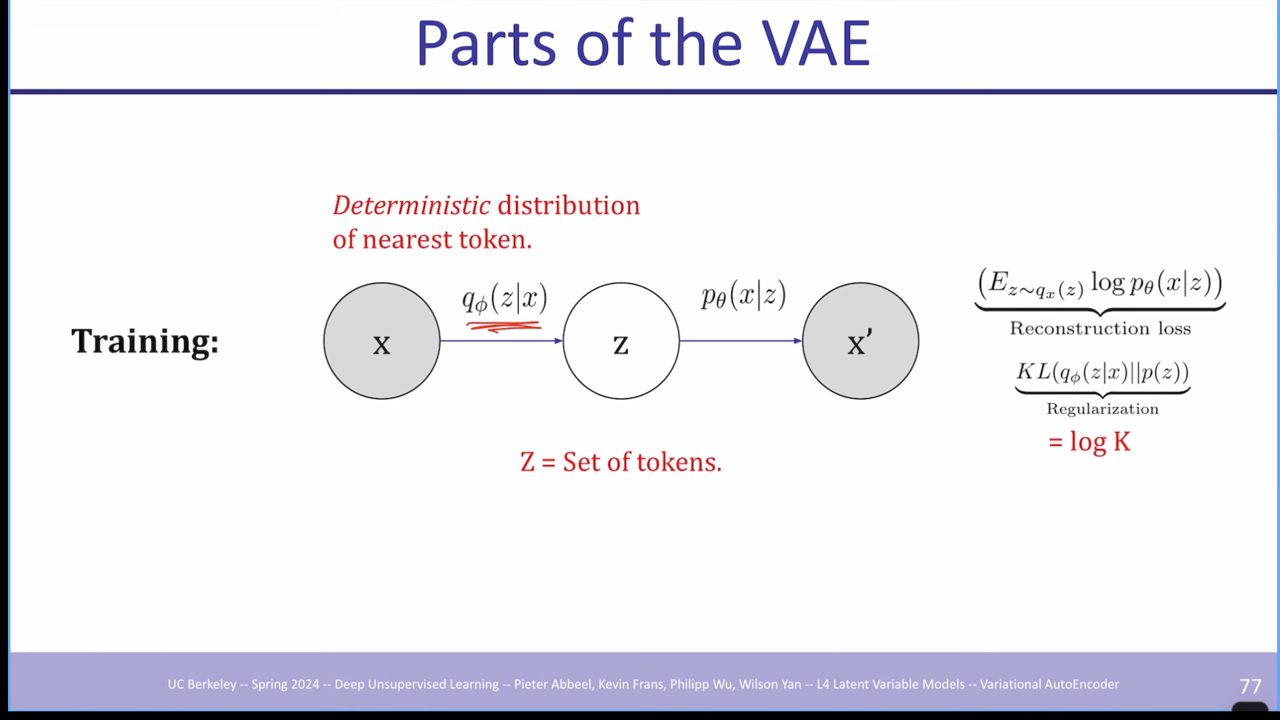 Parts of the VAE
Deterministic distribution
of nearest token.
Training:
x
qϕ(z|x)
z
pθ(x|z)
x′
(E_{z∼qₓ(z)} log pθ(x|z))
Reconstruction loss
KL(qϕ(z|x)||p(z))
Regularization
= log K
Z = Set of tokens.
UC Berkeley -- Spring 2024 -- Deep Unsupervised Learning -- Pieter Abbeel, Kevin Frans, Philipp Wu, Wilson Yan -- L4 Latent Variable Models -- Variational AutoEncoder
77